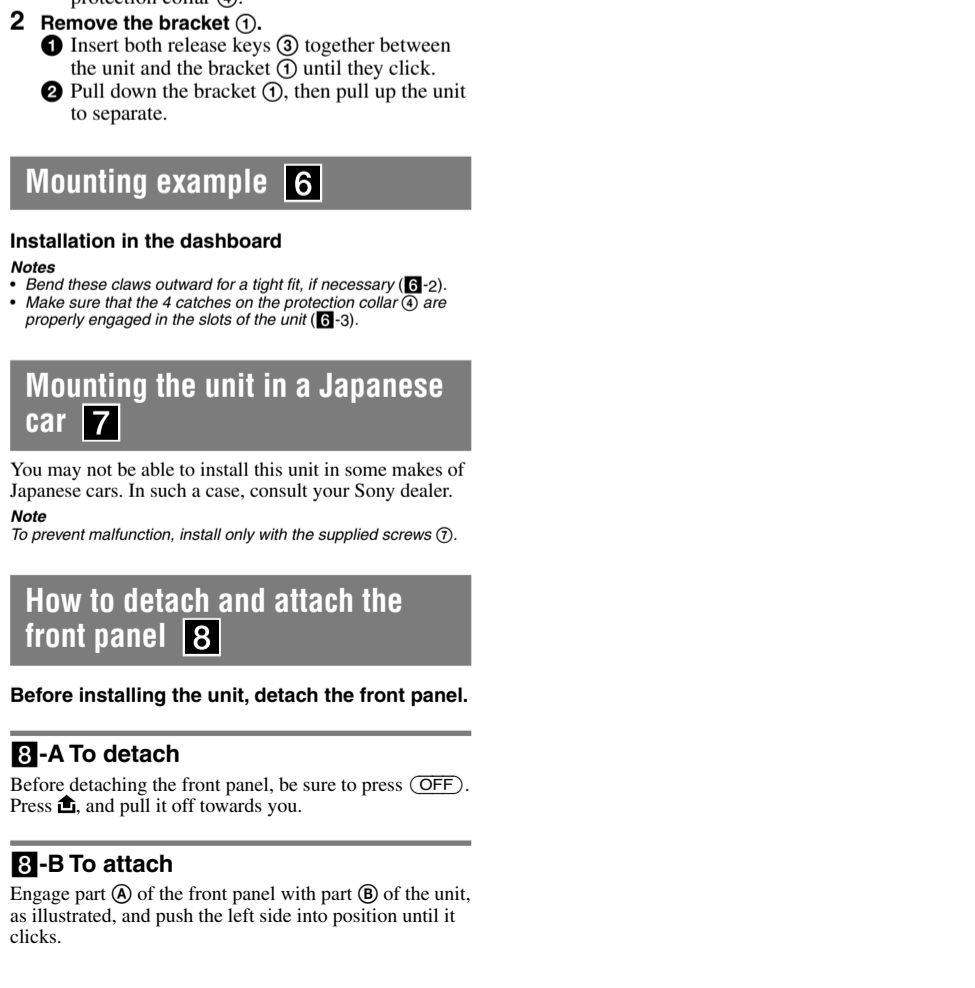 protection collar ④.
2 Remove the bracket ①.
❶ Insert both release keys ③ together between
the unit and the bracket ① until they click.
❷ Pull down the bracket ①, then pull up the unit
to separate.
Mounting example 6
Installation in the dashboard
Notes
• Bend these claws outward for a tight fit, if necessary (6-2).
• Make sure that the 4 catches on the protection collar ④ are
properly engaged in the slots of the unit (6-3).
Mounting the unit in a Japanese
car 7
You may not be able to install this unit in some makes of
Japanese cars. In such a case, consult your Sony dealer.
Note
To prevent malfunction, install only with the supplied screws ⑦.
How to detach and attach the
front panel 8
Before installing the unit, detach the front panel.
8-A To detach
Before detaching the front panel, be sure to press OFF.
Press , and pull it off towards you.
8-B To attach
Engage part Ⓐ of the front panel with part Ⓑ of the unit,
as illustrated, and push the left side into position until it
clicks.